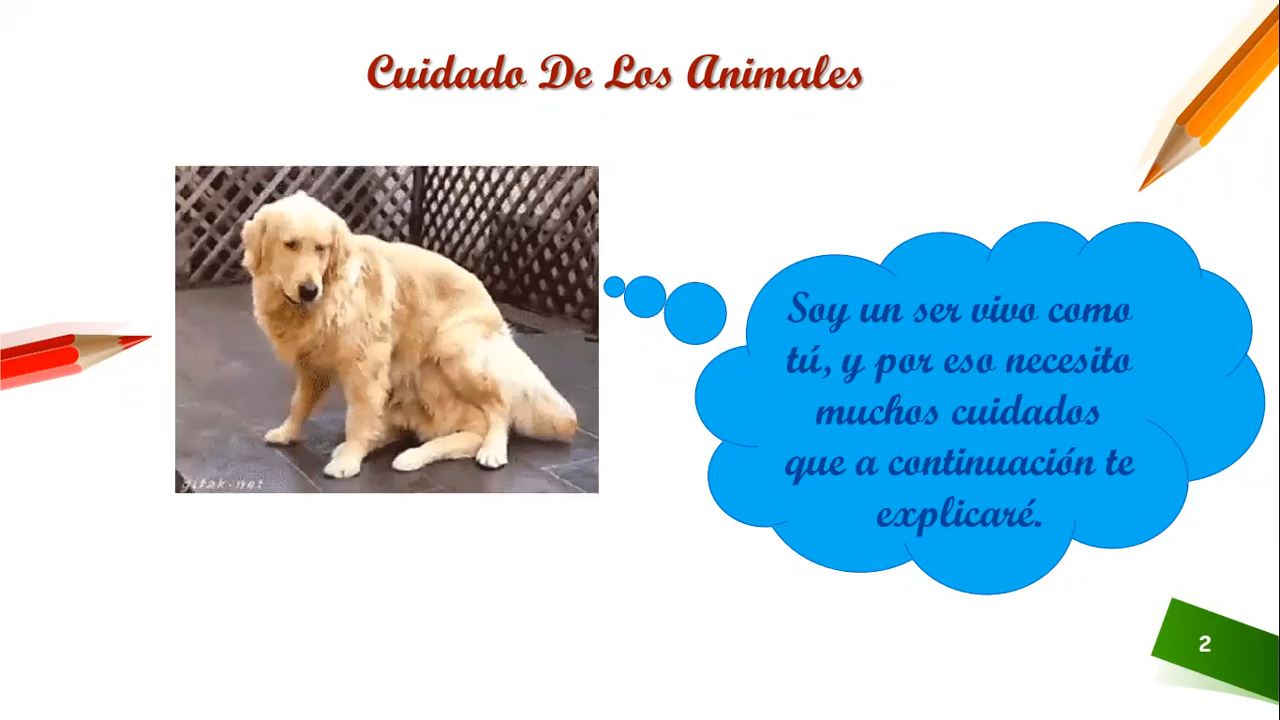 Cuidado De Los Animales
Soy un ser vivo como
tú, y por eso necesito
muchos cuidados
que a continuación te
explicaré.
gifak-net
2